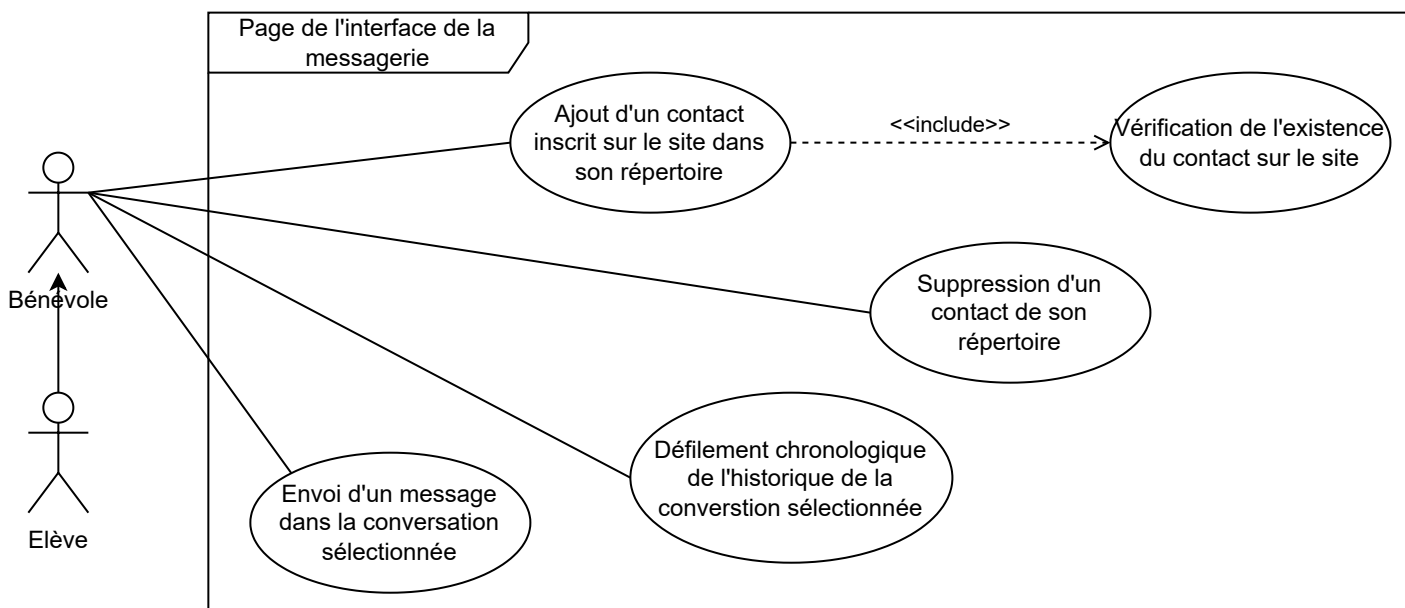 Page de l'interface de la
messagerie
Ajout d'un contact
inscrit sur le site dans
son répertoire
<<include>>
Vérification de l'existence
du contact sur le site
Bénévole
Suppression d'un
contact de son
répertoire
Défilement chronologique
de l'historique de la
converstion sélectionnée
Envoi d'un message
dans la conversation
sélectionnée
Elève